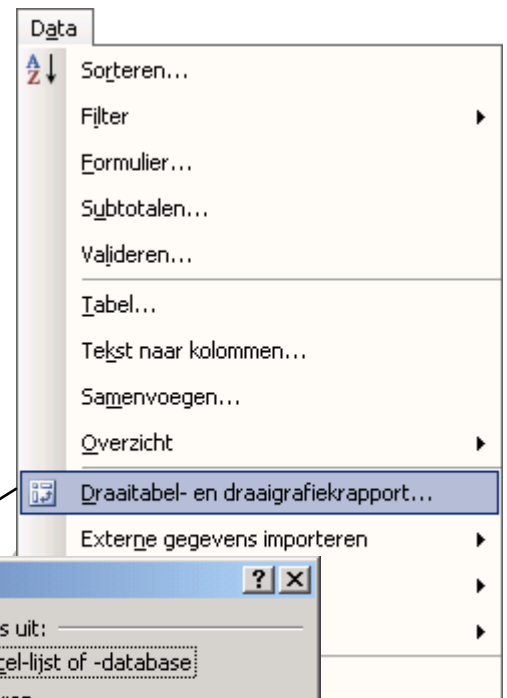 Data
Sorteren...
Filter
Formulier...
Subtotalen...
Valideren...
Tabel...
Tekst naar kolommen...
Samenvoegen...
Overzicht
Draaitabel- en draaigrafiekrapport...
Externe gegevens importeren
uit:
-lijst of -database